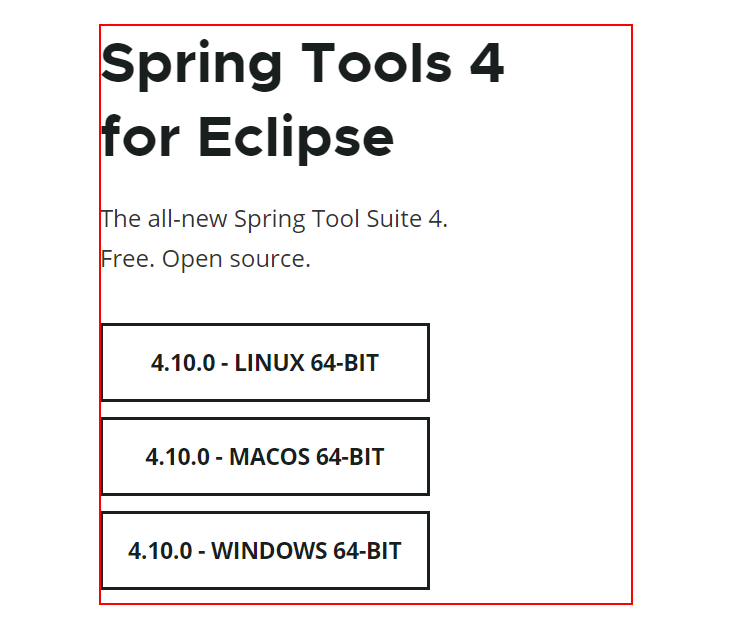 Spring Tools 4
for Eclipse
The all-new Spring Tool Suite 4.
Free. Open source.
4.10.0 - LINUX 64-BIT
4.10.0 - MACOS 64-BIT
4.10.0 - WINDOWS 64-BIT